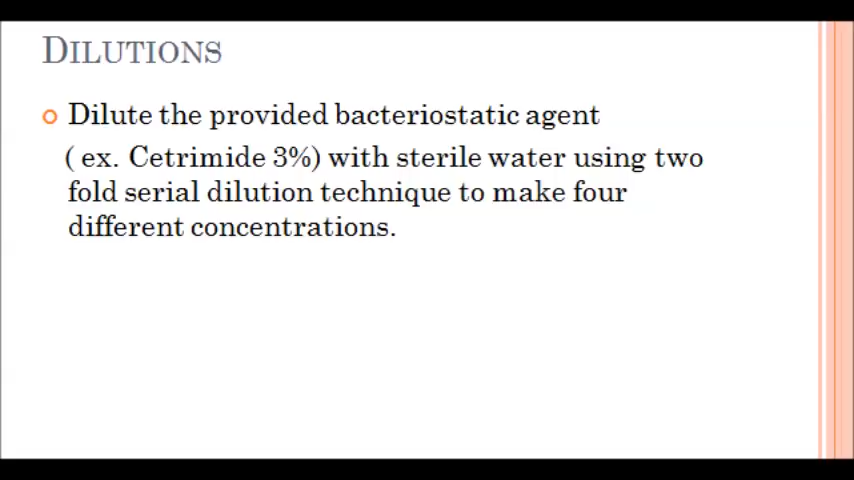 DILUTIONS
Dilute the provided bacteriostatic agent
( ex. Cetrimide 3%) with sterile water using two
fold serial dilution technique to make four
different concentrations.